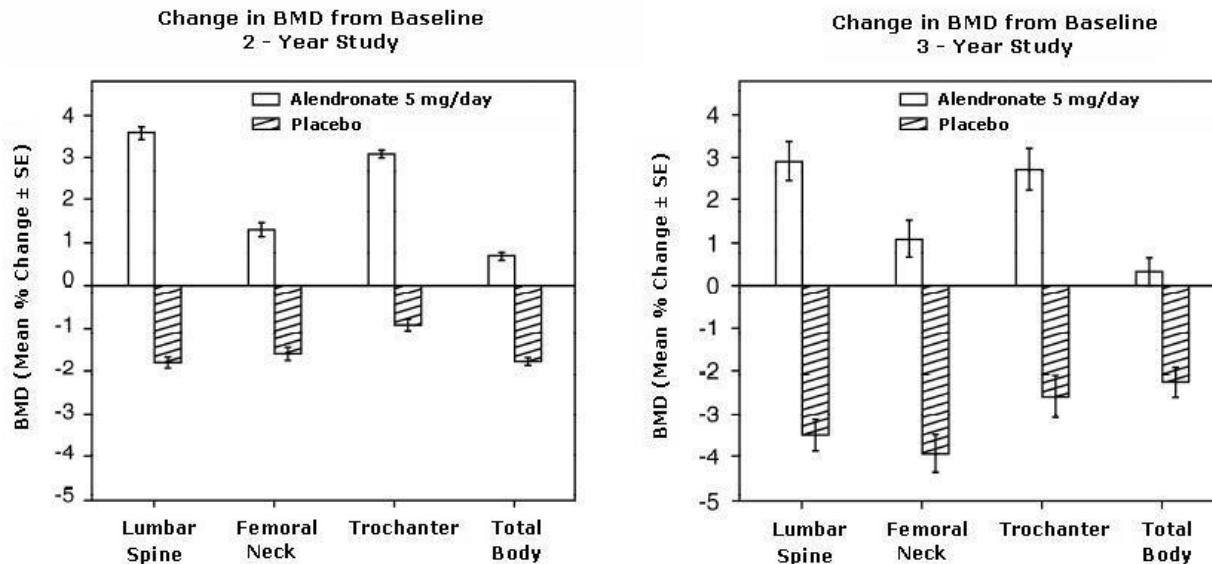 Change in BMD from Baseline
2 - Year Study
Alendronate 5 mg/day
Placebo
BMD (Mean % Change ± SE)
4
3
2
1
0
-1
-2
-3
-4
-5
Lumbar Spine
Femoral Neck
Trochanter
Total Body
Change in BMD from Baseline
3 - Year Study
Alendronate 5 mg/day
Placebo
BMD (Mean % Change ± SE)
4
3
2
1
0
-1
-2
-3
-4
-5
Lumbar Spine
Femoral Neck
Trochanter
Total Body